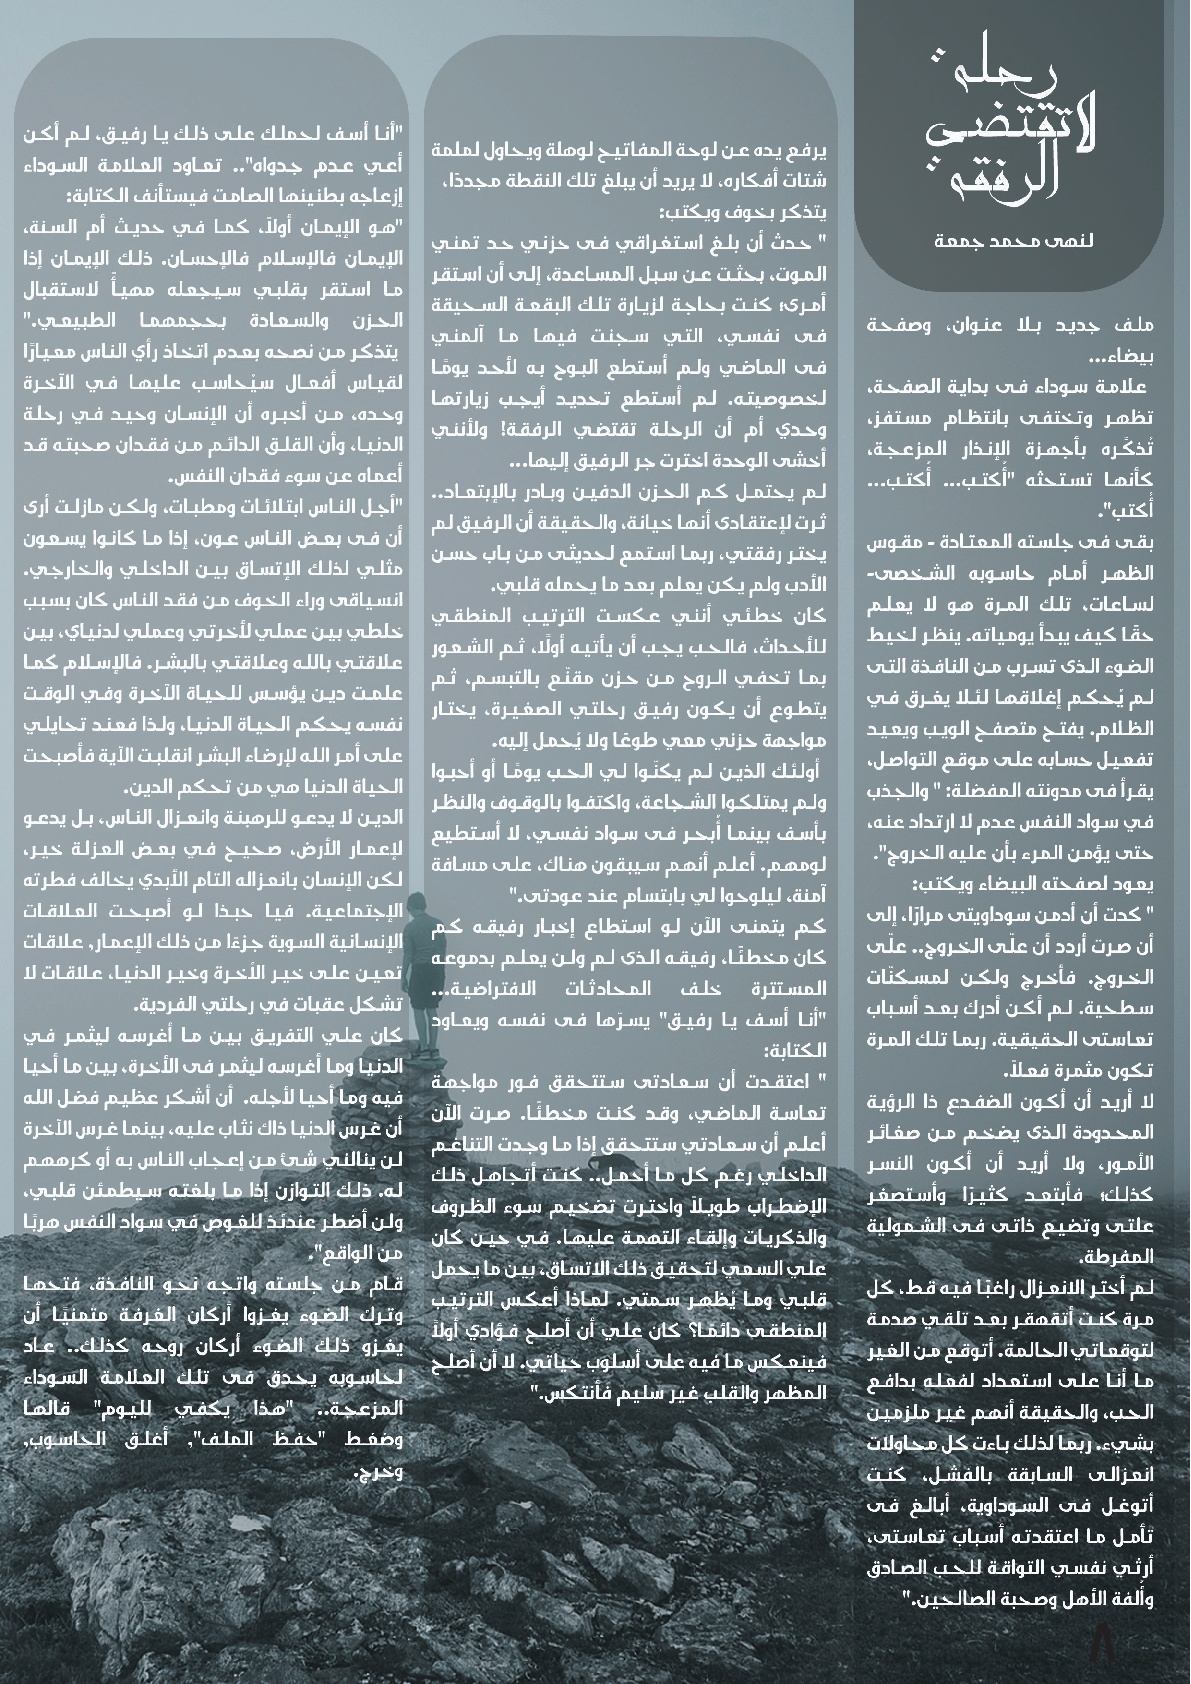 رحلة
لا تقتضي
الرفقة
لنهى محمد جمعة
ملف جديد بلا عنوان، وصفحة
بيضاء...
علامة سوداء فى بداية الصفحة،
تظهر وتختفى بانتظام مستفز،
تُذكّره بأجهزة الإنذار المزعجة،
كأنها تستحثه "أُكتب... أُكتب...
أُكتب".
بقى فى جلسته المعتادة - مقوس
الظهر أمام حاسوبه الشخصى-
لساعات، تلك المرة هو لا يعلم
حقًا كيف يبدأ يومياته. ينظر لخيط
الضوء الذى تسرب من النافذة التى
لم يُحكم إغلاقها لئلا يغرق في
الظلام. يفتح متصفح الويب ويعيد
تفعيل حسابه على موقع التواصل،
يقرأ فى مدونته المفضلة: " والجذب
في سواد النفس عدم لا ارتداد عنه،
حتى يؤمن المرء بأن عليه الخروج".
يعود لصفحته البيضاء ويكتب:
" كدت أن أدمن سوداويتى مرارًا، إلى
أن صرت أردد أن علّى الخروج.. علّى
الخروج. فأخرج ولكن لمسكنّات
سطحية. لم أكن أدرك بعد أسباب
تعاستى الحقيقية. ربما تلك المرة
تكون مثمرة فعلًا.
لا أريد أن أكون الضفدع ذا الرؤية
المحدودة الذى يضخم من صغائر
الأمور، ولا أريد أن أكون النسر
كذلك؛ فأبتعد كثيرًا وأستصغر
علتى وتضيع ذاتى فى الشمولية
المفرطة.
لم أختر الانعزال راغبًا فيه قط، كل
مرة كنت أتقهقر بعد تلقي صدمة
لتوقعاتي الحالمة. أتوقع من الغير
ما أنا على استعداد لفعله بدافع
الحب، والحقيقة أنهم غير ملزمين
بشيء. ربما لذلك باءت كل محاولات
انعزالى السابقة بالفشل، كنت
أتوغل فى السوداوية، أبالغ فى
تأمل ما اعتقدته أسباب تعاستى،
أرثي نفسي التواقة للحب الصادق
وأُلفة الأهل وصحبة الصالحين."
يرفع يده عن لوحة المفاتيح لوهلة ويحاول لملمة
شتات أفكاره، لا يريد أن يبلغ تلك النقطة مجددًا،
يتذكر بخوف ويكتب:
" حدث أن بلغ استغراقي فى حزني حد تمني
الموت، بحثت عن سبل المساعدة، إلى أن استقر
أمرى؛ كنت بحاجة لزيارة تلك البقعة السحيقة
فى نفسي، التي سجنت فيها ما آلمني
فى الماضي ولم أستطع البوح به لأحد يومًا
لخصوصيته. لم أستطع تحديد أيجب زيارتها
وحدي أم أن الرحلة تقتضي الرفقة! ولأنني
أخشى الوحدة اخترت جر الرفيق إليها...
لم يحتمل كم الحزن الدفين وبادر بالإبتعاد..
ثرت لإعتقادى أنها خيانة، والحقيقة أن الرفيق لم
يختر رفقتي، ربما استمع لحديثى من باب حسن
الأدب ولم يكن يعلم بعد ما يحمله قلبي.
كان خطئي أنني عكست الترتيب المنطقي
للأحداث، فالحب يجب أن يأتيه أولًا، ثم الشعور
بما تخفي الروح من حزن مقنّع بالتبسم، ثم
يتطوع أن يكون رفيق رحلتي الصغيرة، يختار
مواجهة حزني معي طوعًا ولا يُحمل إليه.
أولئك الذين لم يكنّوا لي الحب يومًا أو أحبوا
ولم يمتلكوا الشجاعة، واكتفوا بالوقوف والنظر
بأسف بينما أُبحر فى سواد نفسي، لا أستطيع
لومهم. أعلم أنهم سيبقون هناك، على مسافة
آمنة، ليلوحوا لي بابتسام عند عودتى."
كم يتمنى الآن لو استطاع إخبار رفيقه كم
كان مخطئًا، رفيقه الذى لم ولن يعلم بدموعه
المستترة خلف المحادثات الافتراضية...
"أنا أسف يا رفيق" يسرّها فى نفسه ويعاود
الكتابة:
" اعتقدت أن سعادتى ستتحقق فور مواجهة
تعاسة الماضي، وقد كنت مخطئًا. صرت الآن
أعلم أن سعادتي ستتحقق إذا ما وجدت التناغم
الداخلي رغم كل ما أحمل.. كنت أتجاهل ذلك
الإضطراب طويلًا واخترت تضخيم سوء الظروف
والذكريات وإلقاء التهمة عليها. في حين كان
علي السعي لتحقيق ذلك الاتساق، بين ما يحمل
قلبي وما يُظهر سمتي. لماذا أعكس الترتيب
المنطقى دائمًا؟ كان علي أن أصلح فؤادي أولًا
فينعكس ما فيه على أسلوب حياتي. لا أن أصلح
المظهر والقلب غير سليم فأنتكس."
"أنا أسف لحملك على ذلك يا رفيق، لم أكن
أعي عدم جدواه".. تعاود العلامة السوداء
إزعاجه بطنينها الصامت فيستأنف الكتابة:
"هو الإيمان أولًا، كما في حديث أم السنة،
الإيمان فالإسلام فالإحسان. ذلك الإيمان إذا
ما استقر بقلبي سيجعله مهيأً لاستقبال
الحزن والسعادة بحجمهما الطبيعي."
يتذكر من نصحه بعدم اتخاذ رأي الناس معيارًا
لقياس أفعال سيُحاسب عليها في الآخرة
وحده، من أخبره أن الإنسان وحيد في رحلة
الدنيا، وأن القلق الدائم من فقدان صحبته قد
أعماه عن سوء فقدان النفس.
"أجل الناس ابتلائات ومطبات، ولكن مازلت أرى
أن فى بعض الناس عون، إذا ما كانوا يسعون
مثلي لذلك الإتساق بين الداخلي والخارجي.
انسياقى وراء الخوف من فقد الناس كان بسبب
خلطي بين عملي لأخرتي وعملي لدنياي، بين
علاقتي بالله وعلاقتي بالبشر. فالإسلام كما
علمت دين يؤسس للحياة الآخرة وفي الوقت
نفسه يحكم الحياة الدنيا، ولذا فعند تحايلي
على أمر الله لإرضاء البشر انقلبت الآية فأصبحت
الحياة الدنيا هي من تحكم الدين.
الدين لا يدعو للرهبنة وانعزال الناس، بل يدعو
لإعمار الأرض، صحيح في بعض العزلة خير،
لكن الإنسان بانعزاله التام الأبدي يخالف فطرته
الإجتماعية. فيا حبذا لو أصبحت العلاقات
الإنسانية السوية جزءًا من ذلك الإعمار, علاقات
تعين على خير الأخرة وخير الدنيا، علاقات لا
تشكل عقبات في رحلتي الفردية.
كان علي التفريق بين ما أغرسه ليثمر في
الدنيا وما أغرسه ليثمر فى الأخرة، بين ما أحيا
فيه وما أحيا لأجله. أن أشكر عظيم فضل الله
أن غرس الدنيا ذاك نثاب عليه، بينما غرس الآخرة
لن ينالني شئ من إعجاب الناس به أو كرههم
له. ذلك التوازن إذا ما بلغته سيطمئن قلبي،
ولن أضطر عندئذ للغوص في سواد النفس هربًا
من الواقع".
قام من جلسته واتجه نحو النافذة، فتحها
وترك الضوء يغزوا أركان الغرفة متمنيًا أن
يغزو ذلك الضوء أركان روحه كذلك.. عاد
لحاسوبه يحدق فى تلك العلامة السوداء
المزعجة.. "هذا يكفي لليوم" قالها
وضغط "حفظ الملف", أغلق الحاسوب,
وخرج.
٨